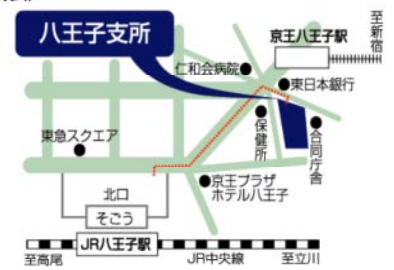 八王子支所
京王八王子駅
至新宿
仁和会病院
東日本銀行
保健所
合同庁舎
東急スクエア
京王プラザ
ホテル八王子
北口
そごう
JR八王子駅
至高尾
JR中央線
至立川